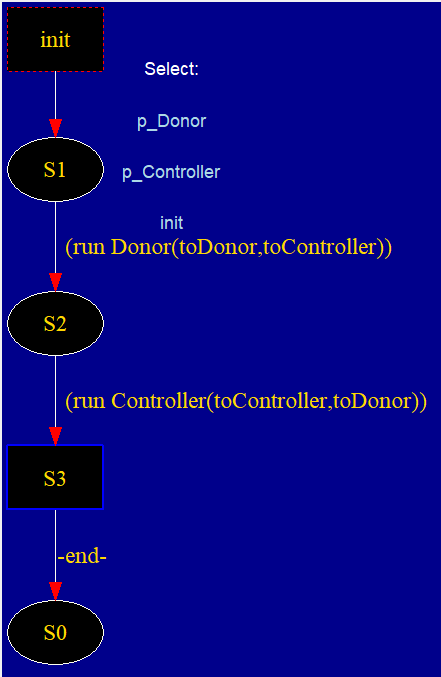 init
Select:
p_Donor
S1
p_Controller
init
(run Donor(toDonor,toController))
S2
(run Controller(toController,toDonor))
S3
-end-
S0